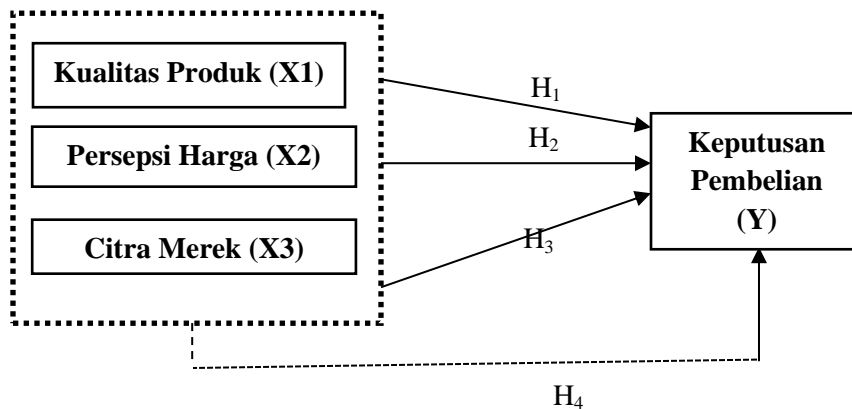 Kualitas Produk (X1)
Persepsi Harga (X2)
Citra Merek (X3)
H₁
H₂
H₃
Keputusan
Pembelian
(Y)
H₄